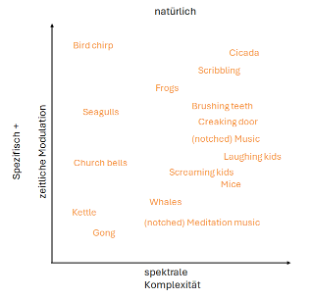 natürlich
Bird chirp
Cicada
Scribbling
Frogs
Brushing teeth
Seagulls
Creaking door
(notched) Music
Laughing kids
Church bells
Screaming kids
Mice
Whales
Kettle
(notched) Meditation music
Gong
Spezifisch +
zeitliche Modulation
spektrale
Komplexität